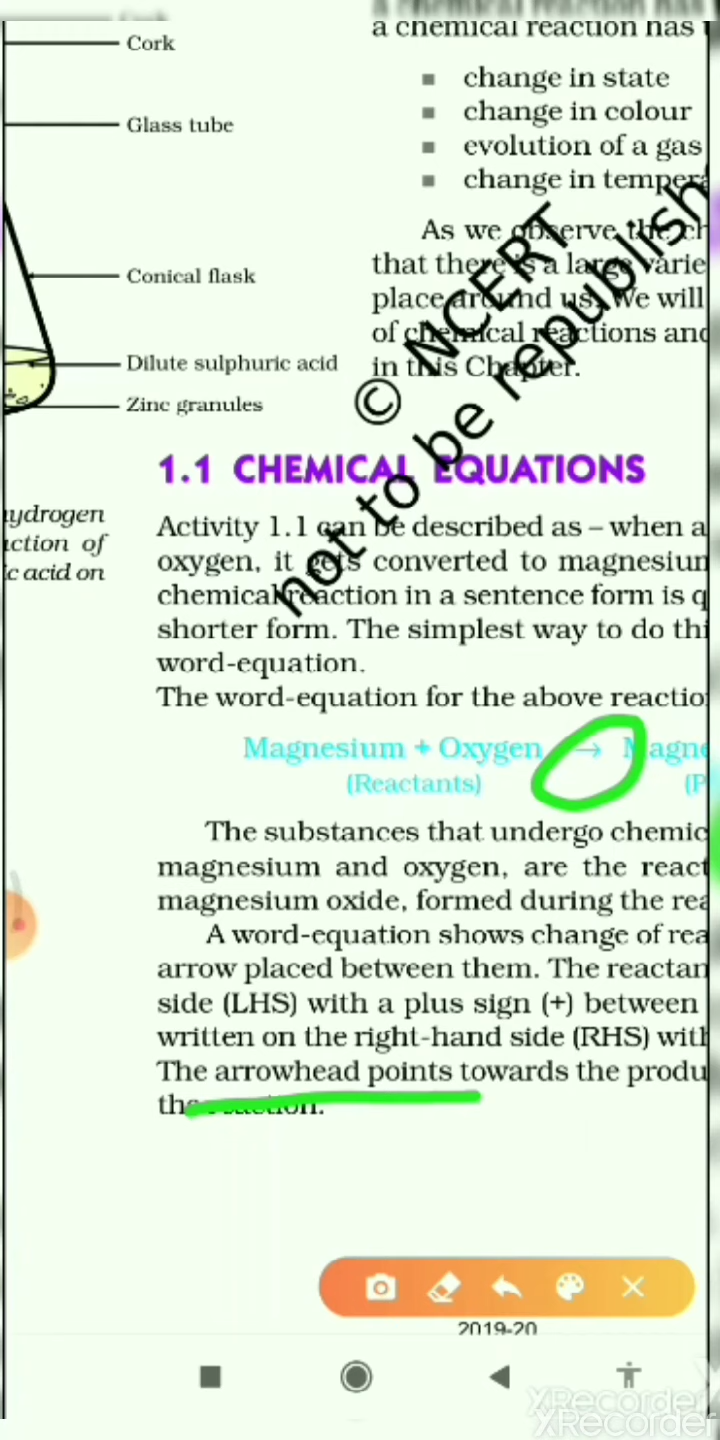 a chemical reaction has
Cork
▪ change in state
▪ change in colour
Glass tube
▪ evolution of a gas
▪ change in tempera
As we observe the ch
that there is a large varie
Conical flask
place around us. We will
of chemical reactions and
Dilute sulphuric acid
in this Chapter.
Zinc granules
© NCERT
not to be republish
1.1 CHEMICAL EQUATIONS
ydrogen
ction of
c acid on
Activity 1.1 can be described as – when a
oxygen, it gets converted to magnesium
chemical reaction in a sentence form is q
shorter form. The simplest way to do thi
word-equation.
The word-equation for the above reactio
Magnesium + Oxygen → Magne
(Reactants) (P
The substances that undergo chemic
magnesium and oxygen, are the react
magnesium oxide, formed during the rea
A word-equation shows change of rea
arrow placed between them. The reactan
side (LHS) with a plus sign (+) between
written on the right-hand side (RHS) with
The arrowhead points towards the produ
the reaction.
2019-20
XRecorder
XRecorder